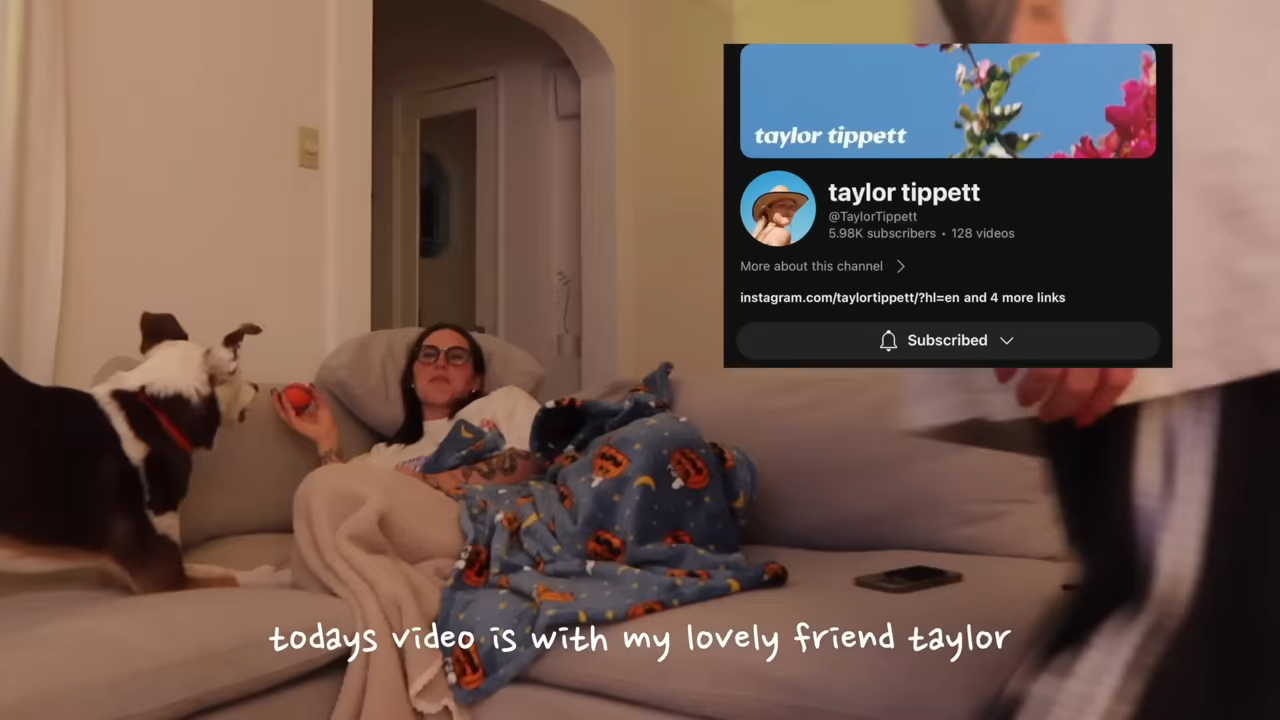 taylor tippett
taylor tippett
@TaylorTippett
5.98K subscribers • 128 videos
More about this channel
instagram.com/taylortippett/?hl=en and 4 more links
Subscribed
todays video is with my lovely friend taylor